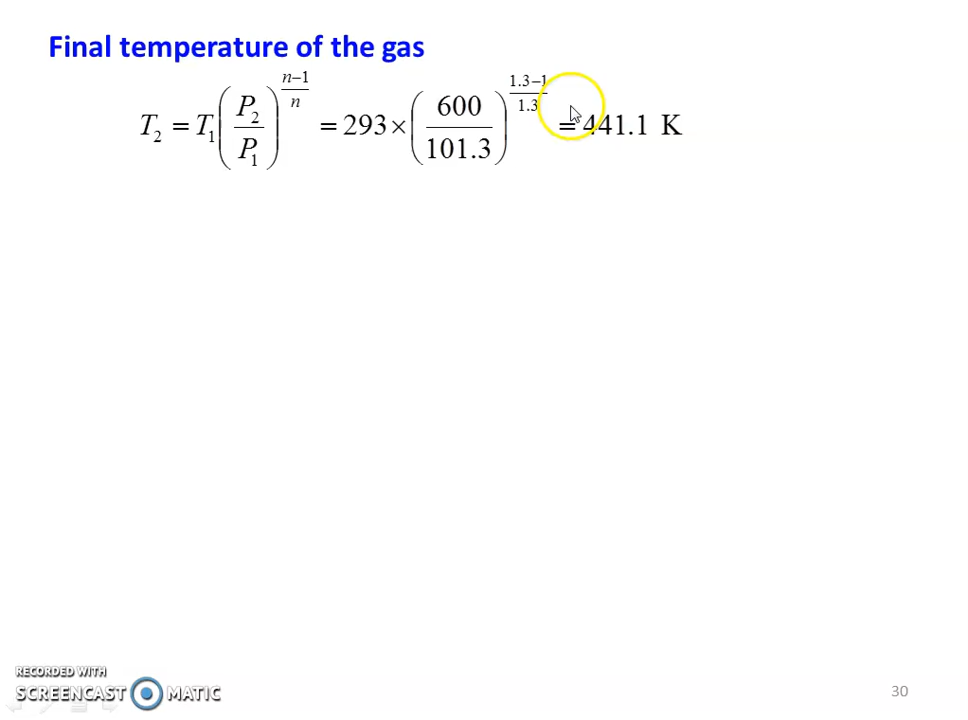 Final temperature of the gas
T₂ = T₁(P₂/P₁)^((n−1)/n) = 293 × (600/101.3)^((1.3−1)/1.3) = 441.1 K
RECORDED WITH
SCREENCAST MATIC
30